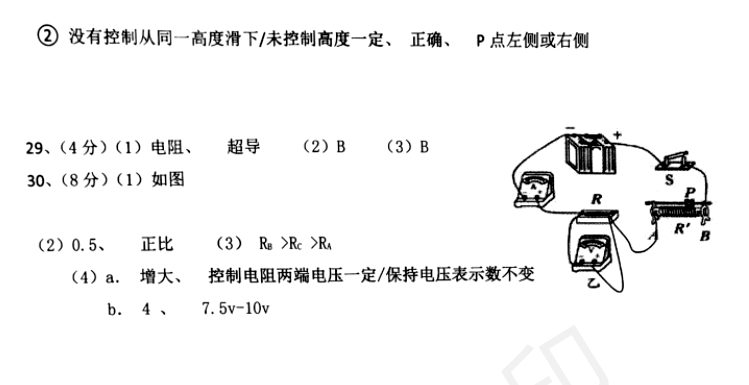 ② 没有控制从同一高度滑下/未控制高度一定、 正确、 P 点左侧或右侧
29、（4 分）（1）电阻、 超导 （2）B （3）B
30、（8 分）（1）如图
− +
A
S
R
P
V
A R' B
乙
（2）0.5、 正比 （3） R_B >R_C >R_A
（4）a. 增大、 控制电阻两端电压一定/保持电压表示数不变
b. 4 、 7.5v-10v
印